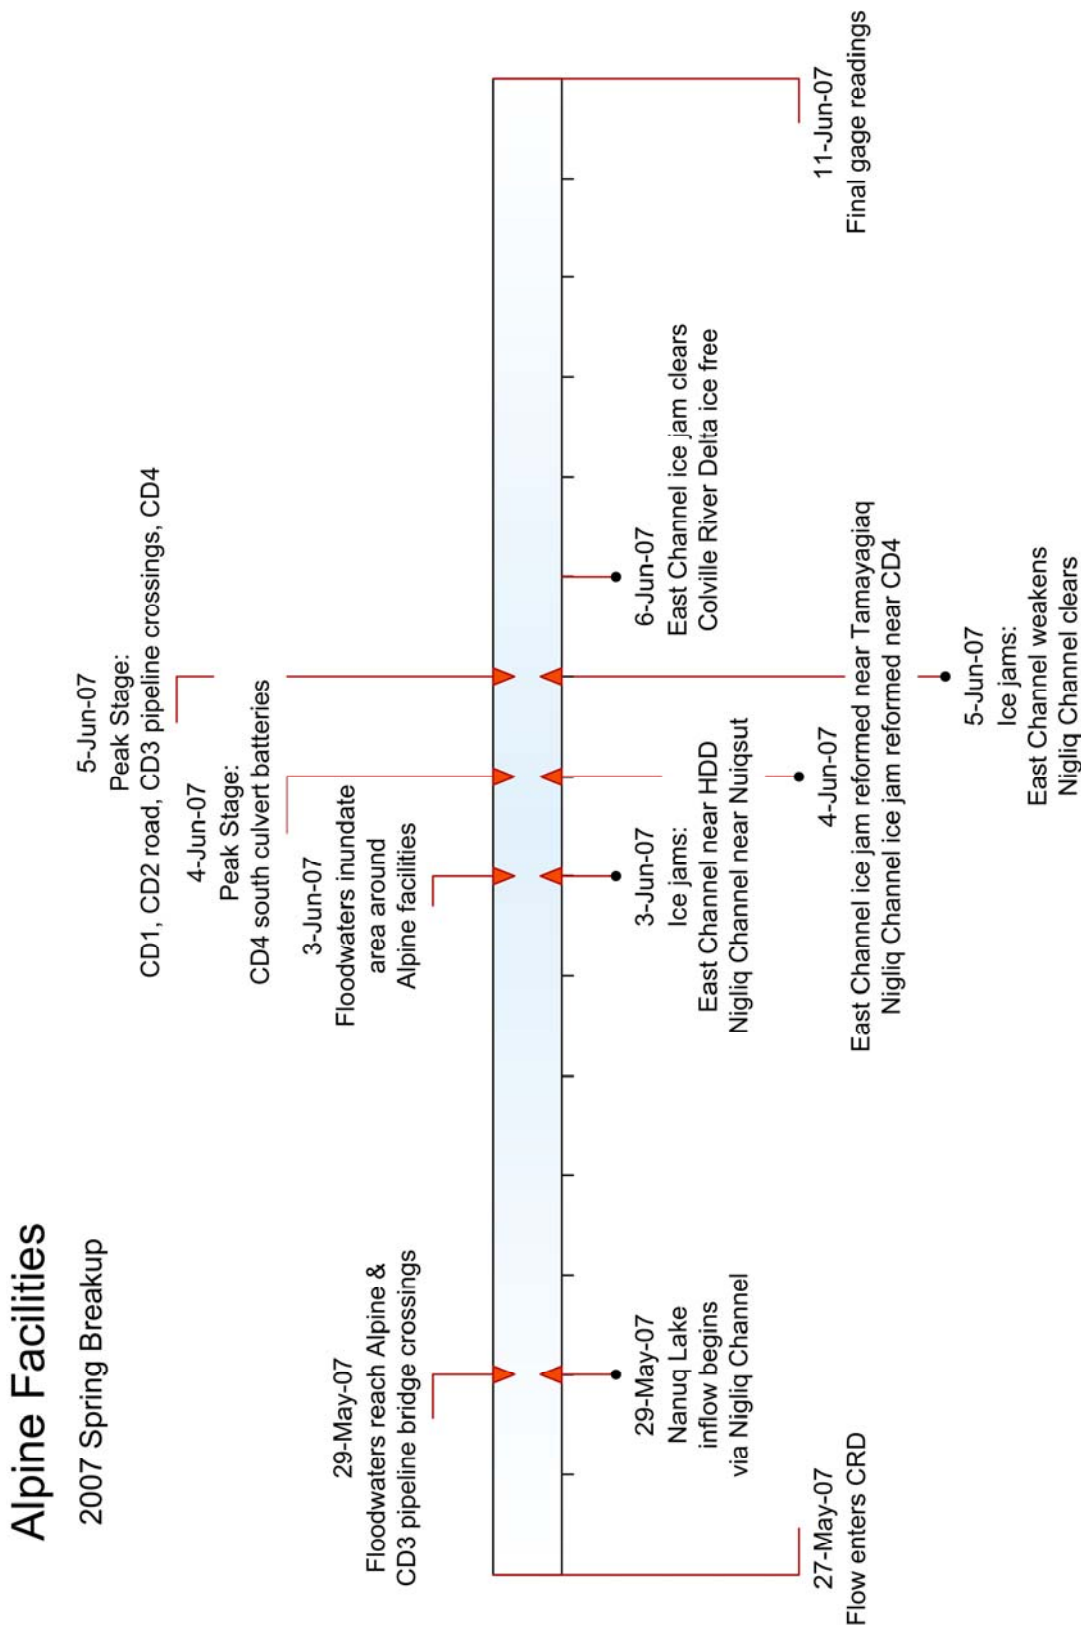 Alpine Facilities
2007 Spring Breakup
5-Jun-07
Peak Stage:
CD1, CD2 road, CD3 pipeline crossings, CD4
4-Jun-07
Peak Stage:
CD4 south culvert batteries
3-Jun-07
Floodwaters inundate
area around
Alpine facilities
29-May-07
Floodwaters reach Alpine &
CD3 pipeline bridge crossings
29-May-07
Nanuq Lake
inflow begins
via Nigliq Channel
3-Jun-07
Ice jams:
East Channel near HDD
Nigliq Channel near Nuiqsut
6-Jun-07
East Channel ice jam clears
Colville River Delta ice free
27-May-07
Flow enters CRD
4-Jun-07
East Channel ice jam reformed near Tamayagiaq
Nigliq Channel ice jam reformed near CD4
11-Jun-07
Final gage readings
5-Jun-07
Ice jams:
East Channel weakens
Nigliq Channel clears